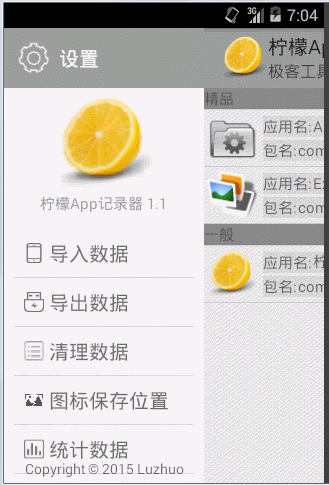 3G 7:04
设置
柠檬App记录器 1.1
导入数据
导出数据
清理数据
图标保存位置
统计数据
Copyright © 2015 Luzhuo
柠檬A
极客工具
精品
应用名:A
包名:com
应用名:E
包名:com
一般
应用名:柠
包名:com